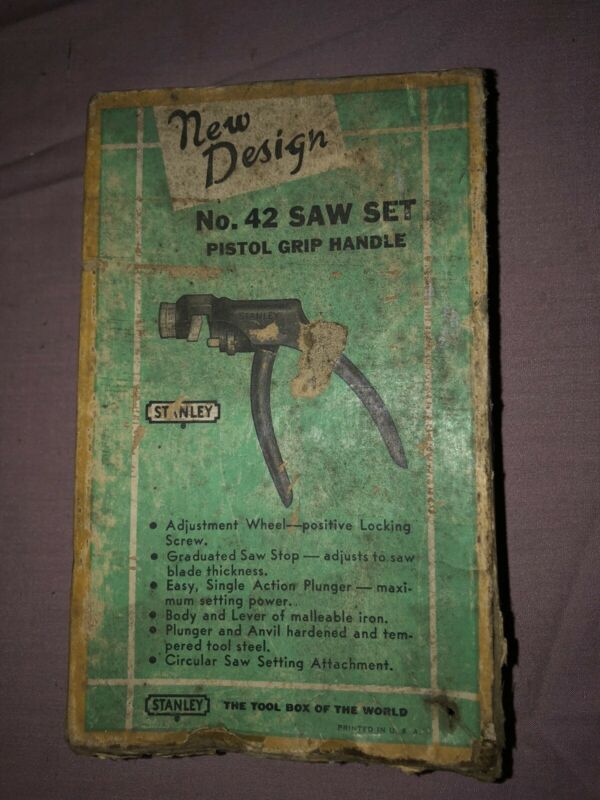 New
Design
No. 42 SAW SET
PISTOL GRIP HANDLE
STANLEY
STANLEY
● Adjustment Wheel—positive Locking
Screw.
● Graduated Saw Stop — adjusts to saw
blade thickness.
● Easy, Single Action Plunger — maxi-
mum setting power.
● Body and Lever of malleable iron.
● Plunger and Anvil hardened and tem-
pered tool steel.
● Circular Saw Setting Attachment.
STANLEY THE TOOL BOX OF THE WORLD
PRINTED IN U. S. A.